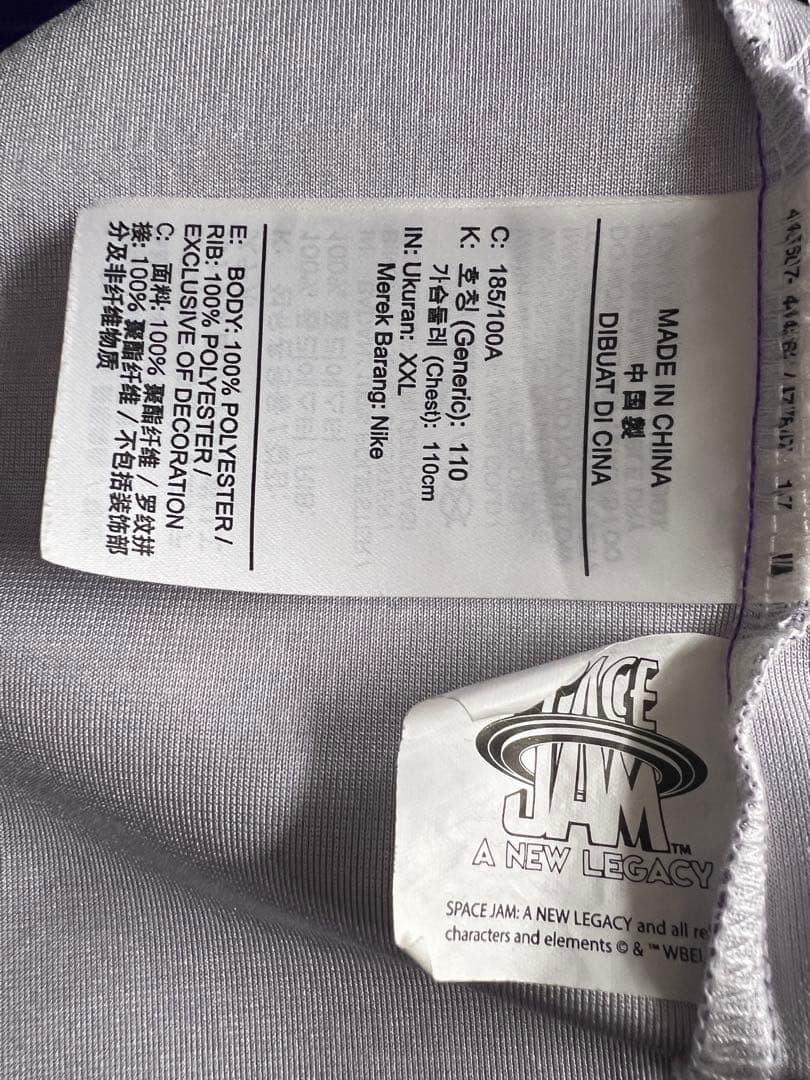 MADE IN CHINA
中国製
DIBUAT DI CINA
C: 185/100A
K: 호칭 (Generic): 110
가슴둘레 (Chest): 110cm
IN: Ukuran: XXL
Merek Barang: Nike
E: BODY: 100% POLYESTER /
RIB: 100% POLYESTER /
EXCLUSIVE OF DECORATION
C: 面料: 100% 聚酯纤维 / 罗纹拼
接: 100% 聚酯纤维 / 不包括装饰部
分及非纤维物质
SPACE
JAM™
A NEW LEGACY
SPACE JAM: A NEW LEGACY and all
characters and elements © & ™ WBEI